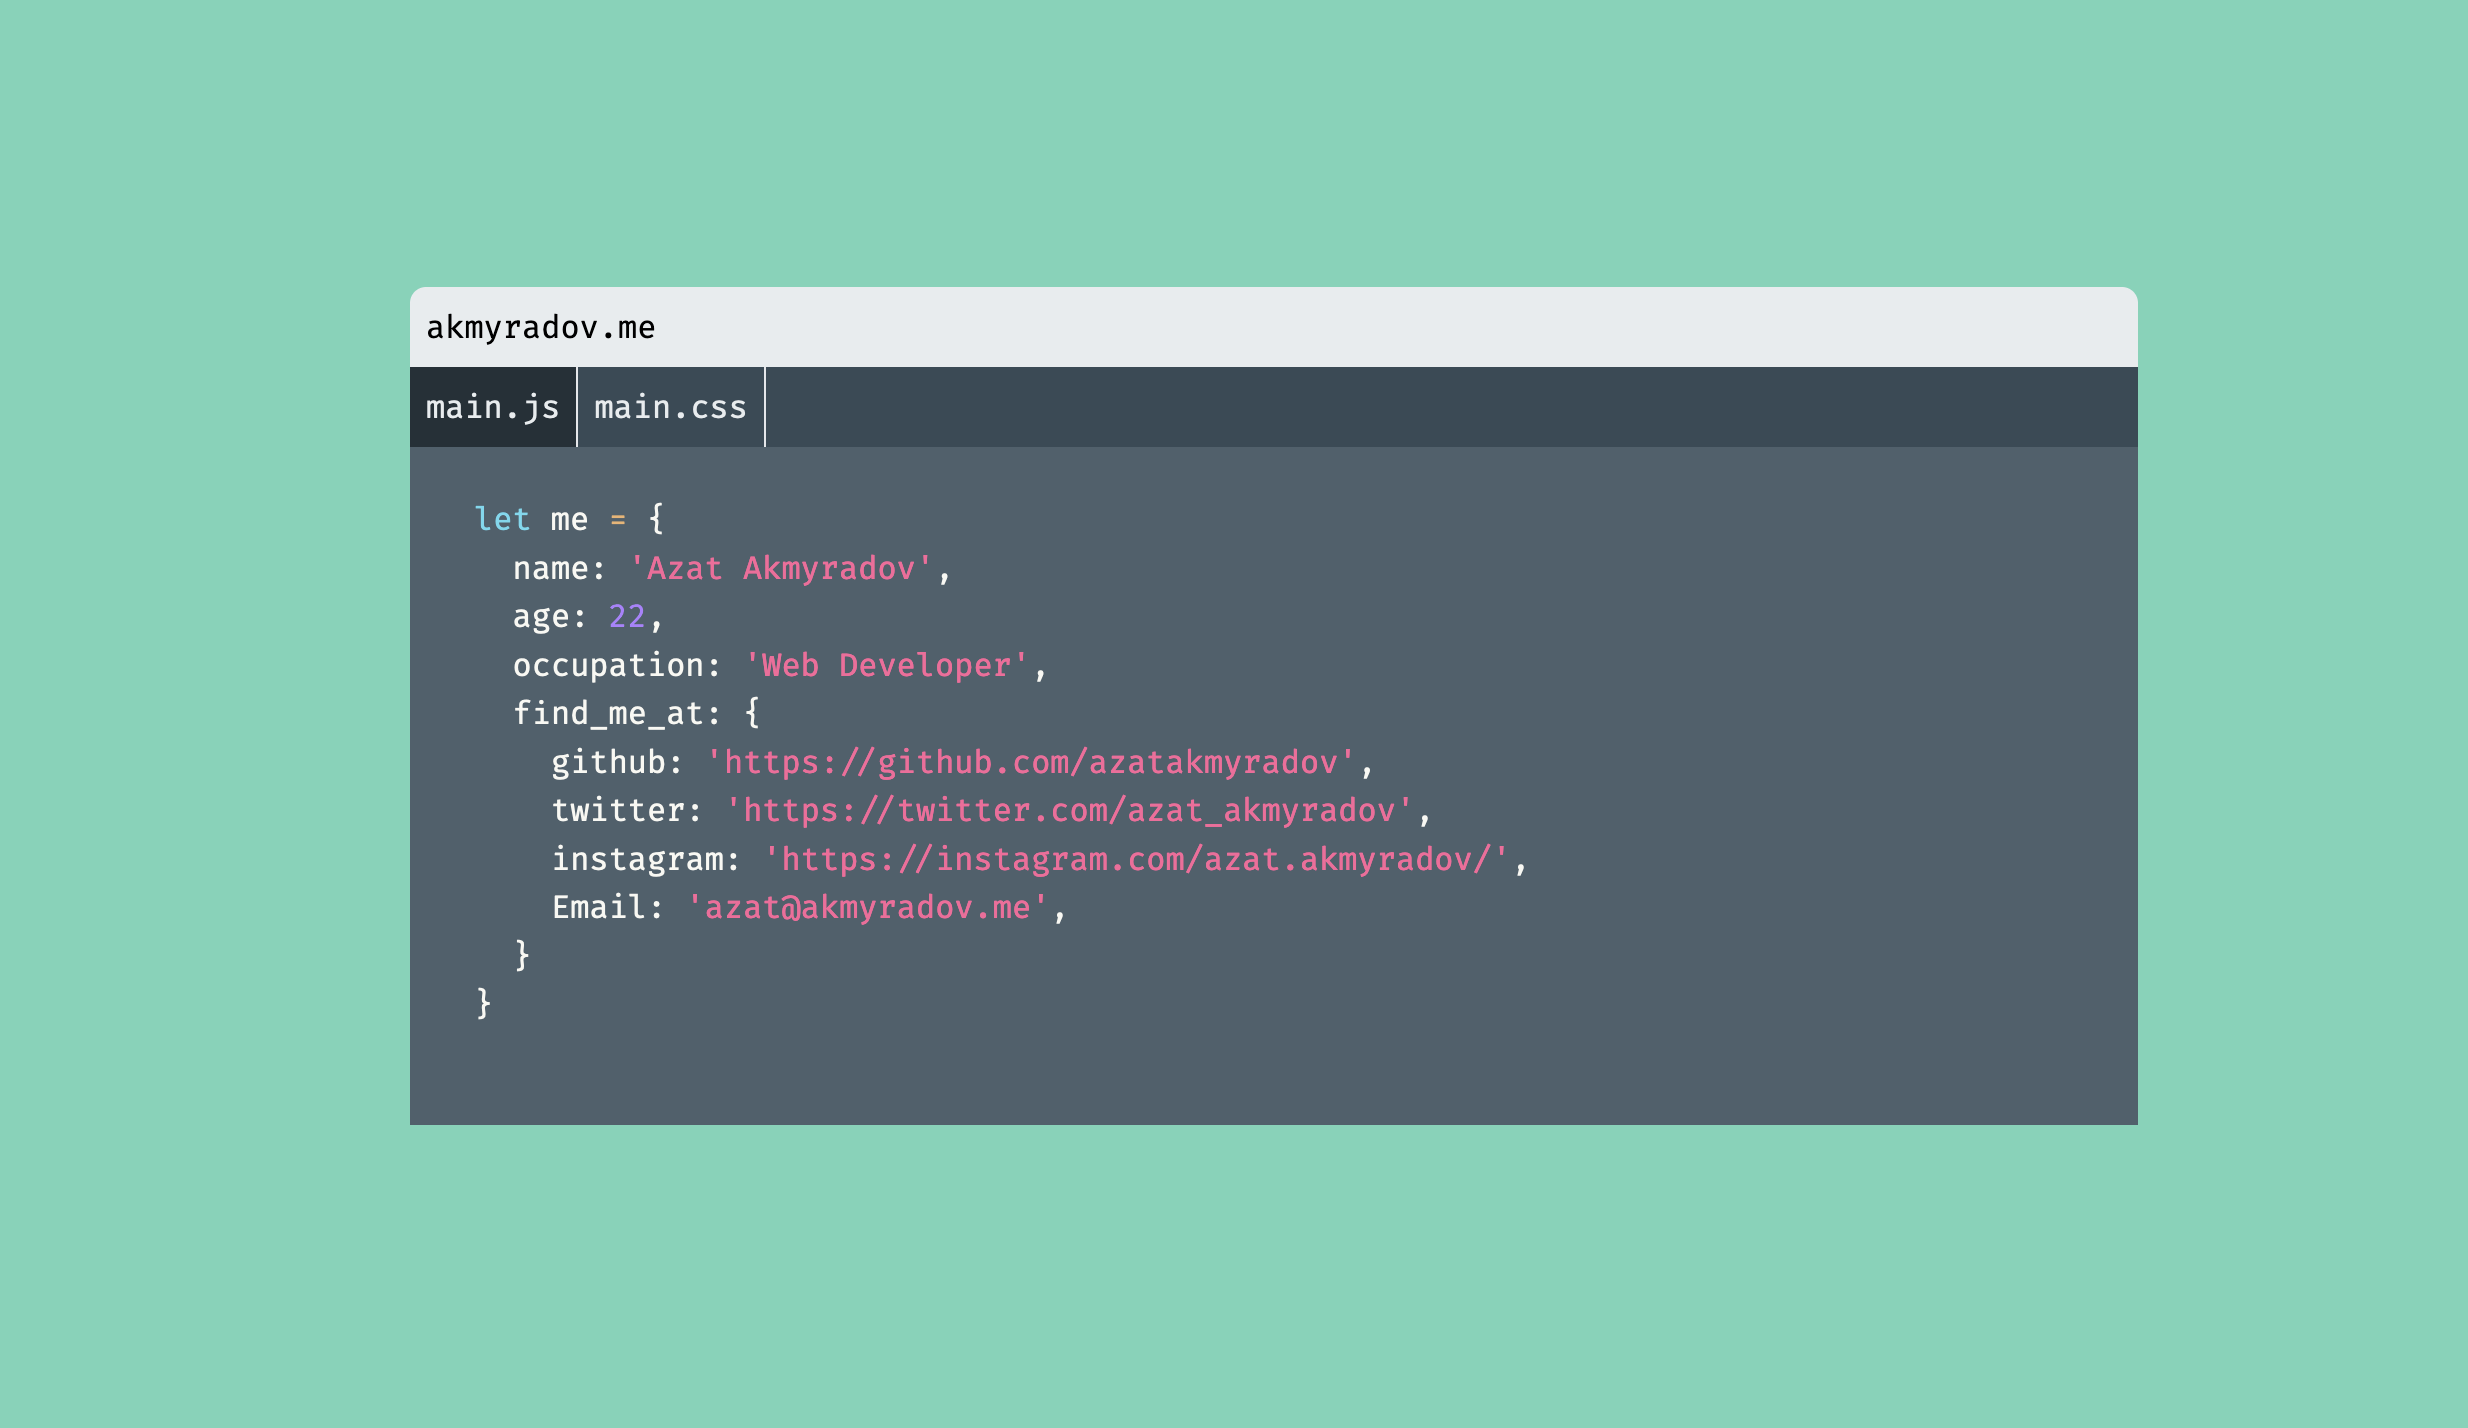 akmyradov.me
main.js main.css
let me = {
  name: 'Azat Akmyradov',
  age: 22,
  occupation: 'Web Developer',
  find_me_at: {
    github: 'https://github.com/azatakmyradov',
    twitter: 'https://twitter.com/azat_akmyradov',
    instagram: 'https://instagram.com/azat.akmyradov/',
    Email: 'azat@akmyradov.me',
  }
}